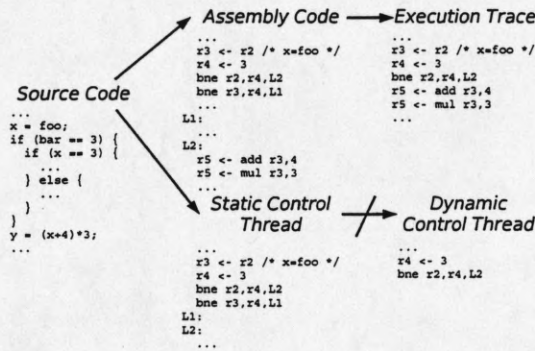 Source Code
...
x = foo;
if (bar == 3) {
if (x == 3) {
...
} else {
...
}
}
y = (x+4)*3;
...
Assembly Code
...
r3 <- r2 /* x=foo */
r4 <- 3
bne r2,r4,L2
bne r3,r4,L1
...
L1:
...
L2:
r5 <- add r3,4
r5 <- mul r3,3
...
Execution Trace
...
r3 <- r2 /* x=foo */
r4 <- 3
bne r2,r4,L2
r5 <- add r3,4
r5 <- mul r3,3
...
Static Control
Thread
...
r3 <- r2 /* x=foo */
r4 <- 3
bne r2,r4,L2
bne r3,r4,L1
L1:
L2:
...
Dynamic
Control Thread
...
r4 <- 3
bne r2,r4,L2